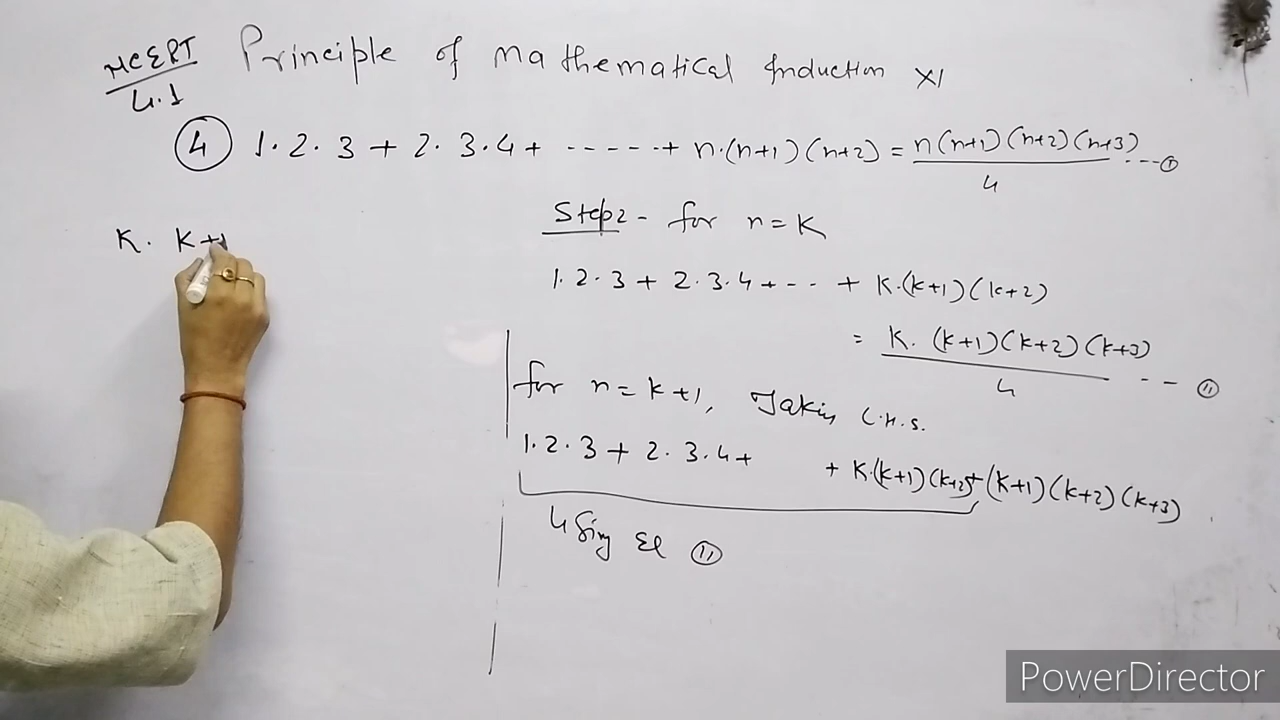 NCERT Principle of Mathematical Induction XI
4.1
④ 1.2.3 + 2.3.4 + ------ + n.(n+1)(n+2) = n(n+1)(n+2)(n+3) ---①
4
Step2 - for n = K
1.2.3 + 2.3.4 + -- + K.(K+1)(K+2)
= K.(K+1)(K+2)(K+3)
4 -- ⑪
for n = K+1, Taking L.H.S.
1.2.3 + 2.3.4 + + K.(K+1)(K+2)+(K+1)(K+2)(K+3)
Using Eq ⑪
K. K+1
PowerDirector